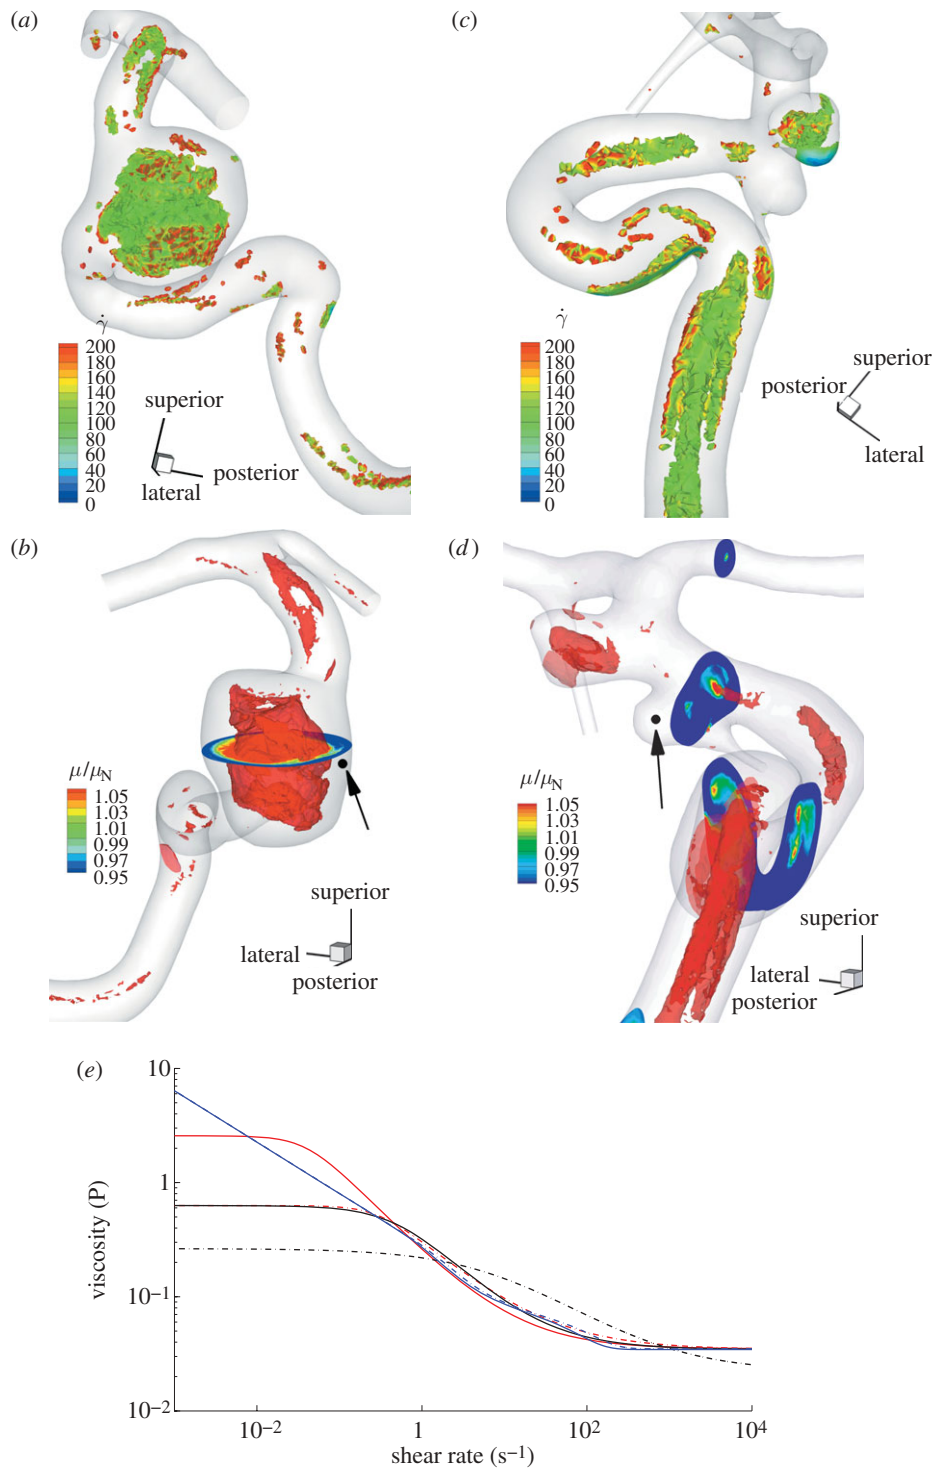 (a)
γ̇
200
180
160
140
120
100
80
60
40
20
0
superior
posterior
lateral
(c)
γ̇
200
180
160
140
120
100
80
60
40
20
0
superior
posterior
lateral
(b)
μ/μN
1.05
1.03
1.01
0.99
0.97
0.95
superior
lateral
posterior
(d)
μ/μN
1.05
1.03
1.01
0.99
0.97
0.95
superior
lateral
posterior
(e)
10
1
10–1
10–2
viscosity (P)
10–2 1 102 104
shear rate (s–1)